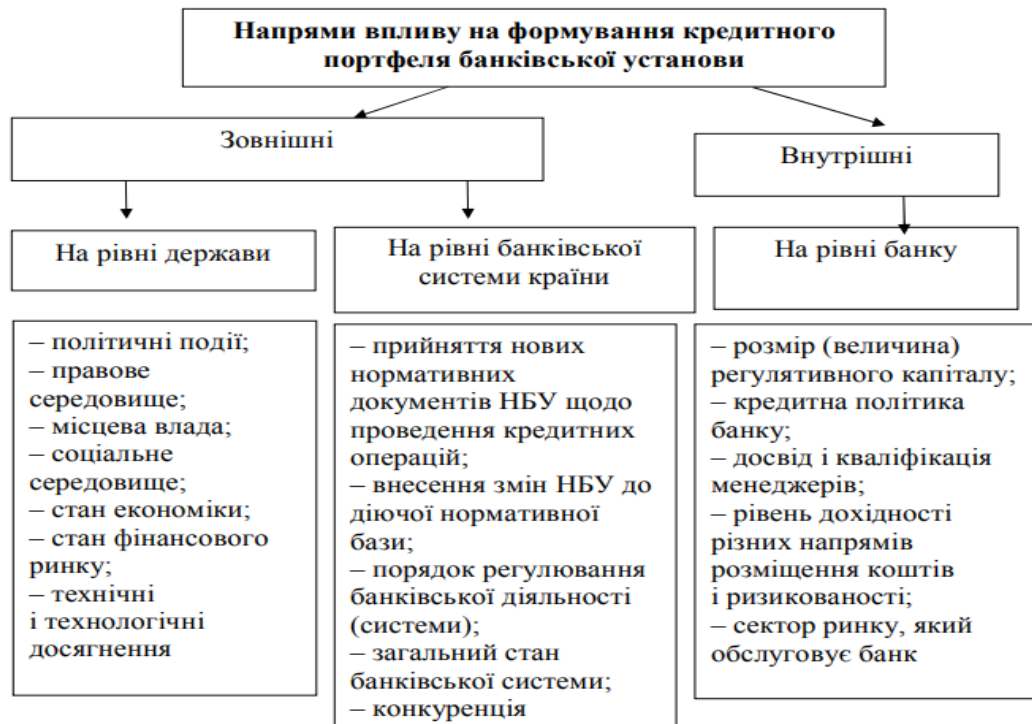 Напрями впливу на формування кредитного
портфеля банківської установи
Зовнішні
Внутрішні
На рівні держави
На рівні банківської
системи країни
На рівні банку
– політичні події;
– правове
середовище;
– місцева влада;
– соціальне
середовище;
– стан економіки;
– стан фінансового
ринку;
– технічні
і технологічні
досягнення
– прийняття нових
нормативних
документів НБУ щодо
проведення кредитних
операцій;
– внесення змін НБУ до
діючої нормативної
бази;
– порядок регулювання
банківської діяльності
(системи);
– загальний стан
банківської системи;
– конкуренція
– розмір (величина)
регулятивного капіталу;
– кредитна політика
банку;
– досвід і кваліфікація
менеджерів;
– рівень дохідності
різних напрямів
розміщення коштів
і ризикованості;
– сектор ринку, який
обслуговує банк